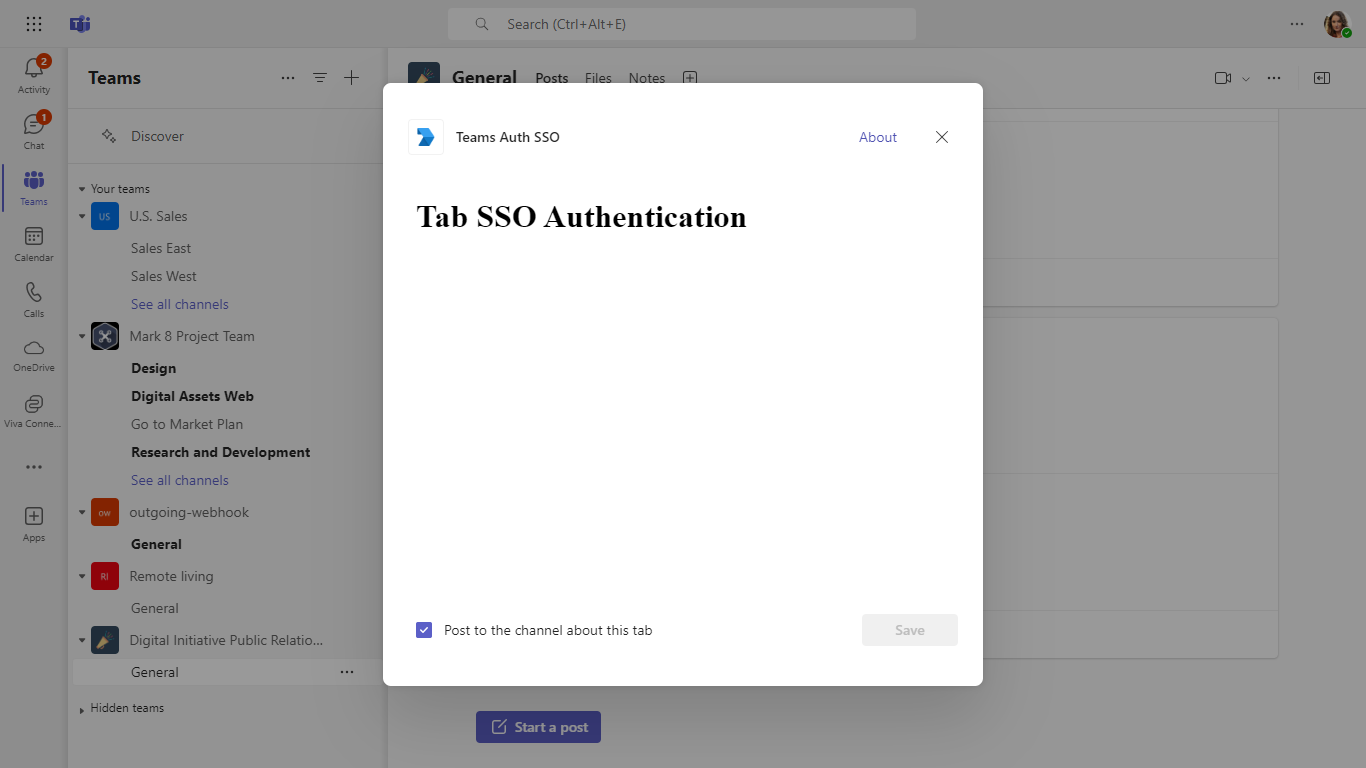 Search (Ctrl+Alt+E)
2
Activity
1
Chat
Teams
Calendar
Calls
OneDrive
Viva Conne...
Apps
Teams
Discover
Your teams
US
U.S. Sales
Sales East
Sales West
See all channels
Mark 8 Project Team
Design
Digital Assets Web
Go to Market Plan
Research and Development
See all channels
ow
outgoing-webhook
General
Rl
Remote living
General
Digital Initiative Public Relatio...
General
Hidden teams
General
Posts
Files
Notes
Teams Auth SSO
About
Tab SSO Authentication
Post to the channel about this tab
Save
Start a post